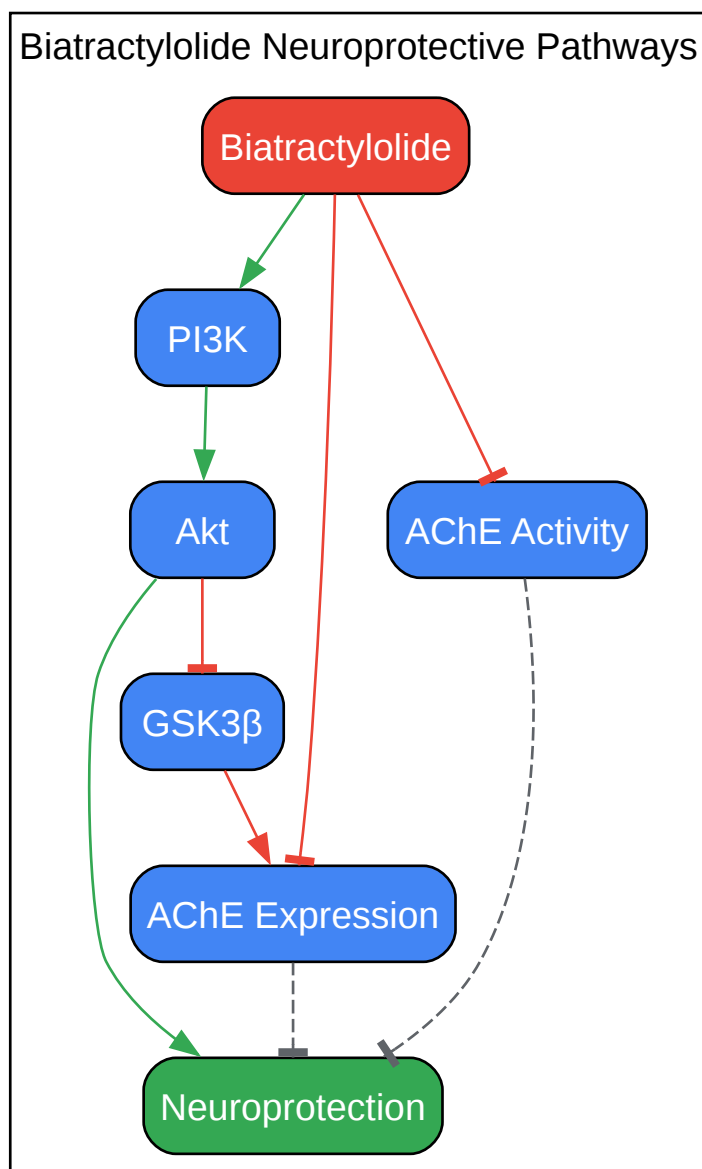 Biatractylolide Neuroprotective Pathways
Biatractylolide
PI3K
Akt
AChE Activity
GSK3β
AChE Expression
Neuroprotection